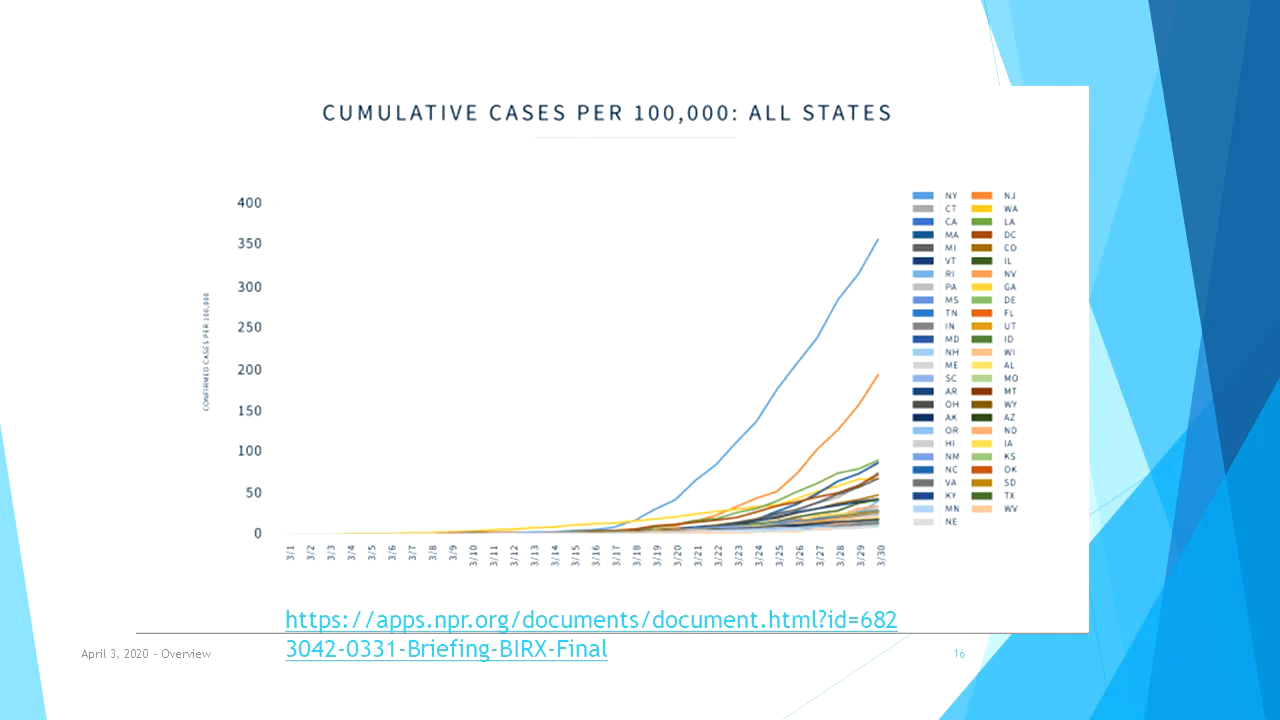 CUMULATIVE CASES PER 100,000: ALL STATES
CONFIRMED CASES PER 100,000
400
350
300
250
200
150
100
50
0
3/1 3/2 3/3 3/4 3/5 3/6 3/7 3/8 3/9 3/10 3/11 3/12 3/13 3/14 3/15 3/16 3/17 3/18 3/19 3/20 3/21 3/22 3/23 3/24 3/25 3/26 3/27 3/28 3/29 3/30
NY NJ
CT WA
CA LA
MA DC
MI CO
VT IL
RI NV
PA GA
MS DE
TN FL
IN UT
MD ID
NH WI
ME AL
SC MO
AR MT
OH WY
AK AZ
OR ND
HI IA
NM KS
NC OK
VA SD
KY TX
MN WV
NE
https://apps.npr.org/documents/document.html?id=682
3042-0331-Briefing-BIRX-Final
April 3, 2020 - Overview 16